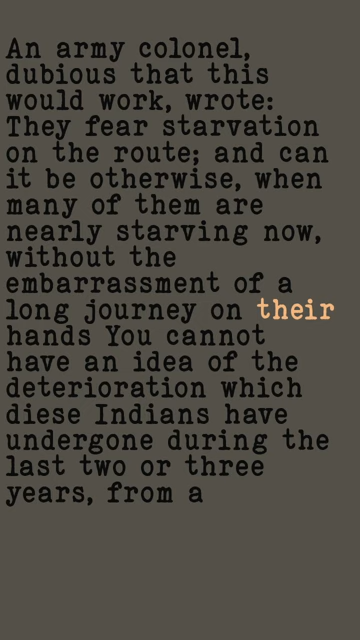 An army colonel,
dubious that this
would work, wrote:
They fear starvation
on the route; and can
it be otherwise, when
many of them are
nearly starving now,
without the
embarrassment of a
long journey on their
hands You cannot
have an idea of the
deterioration which
diese Indians have
undergone during the
last two or three
years, from a